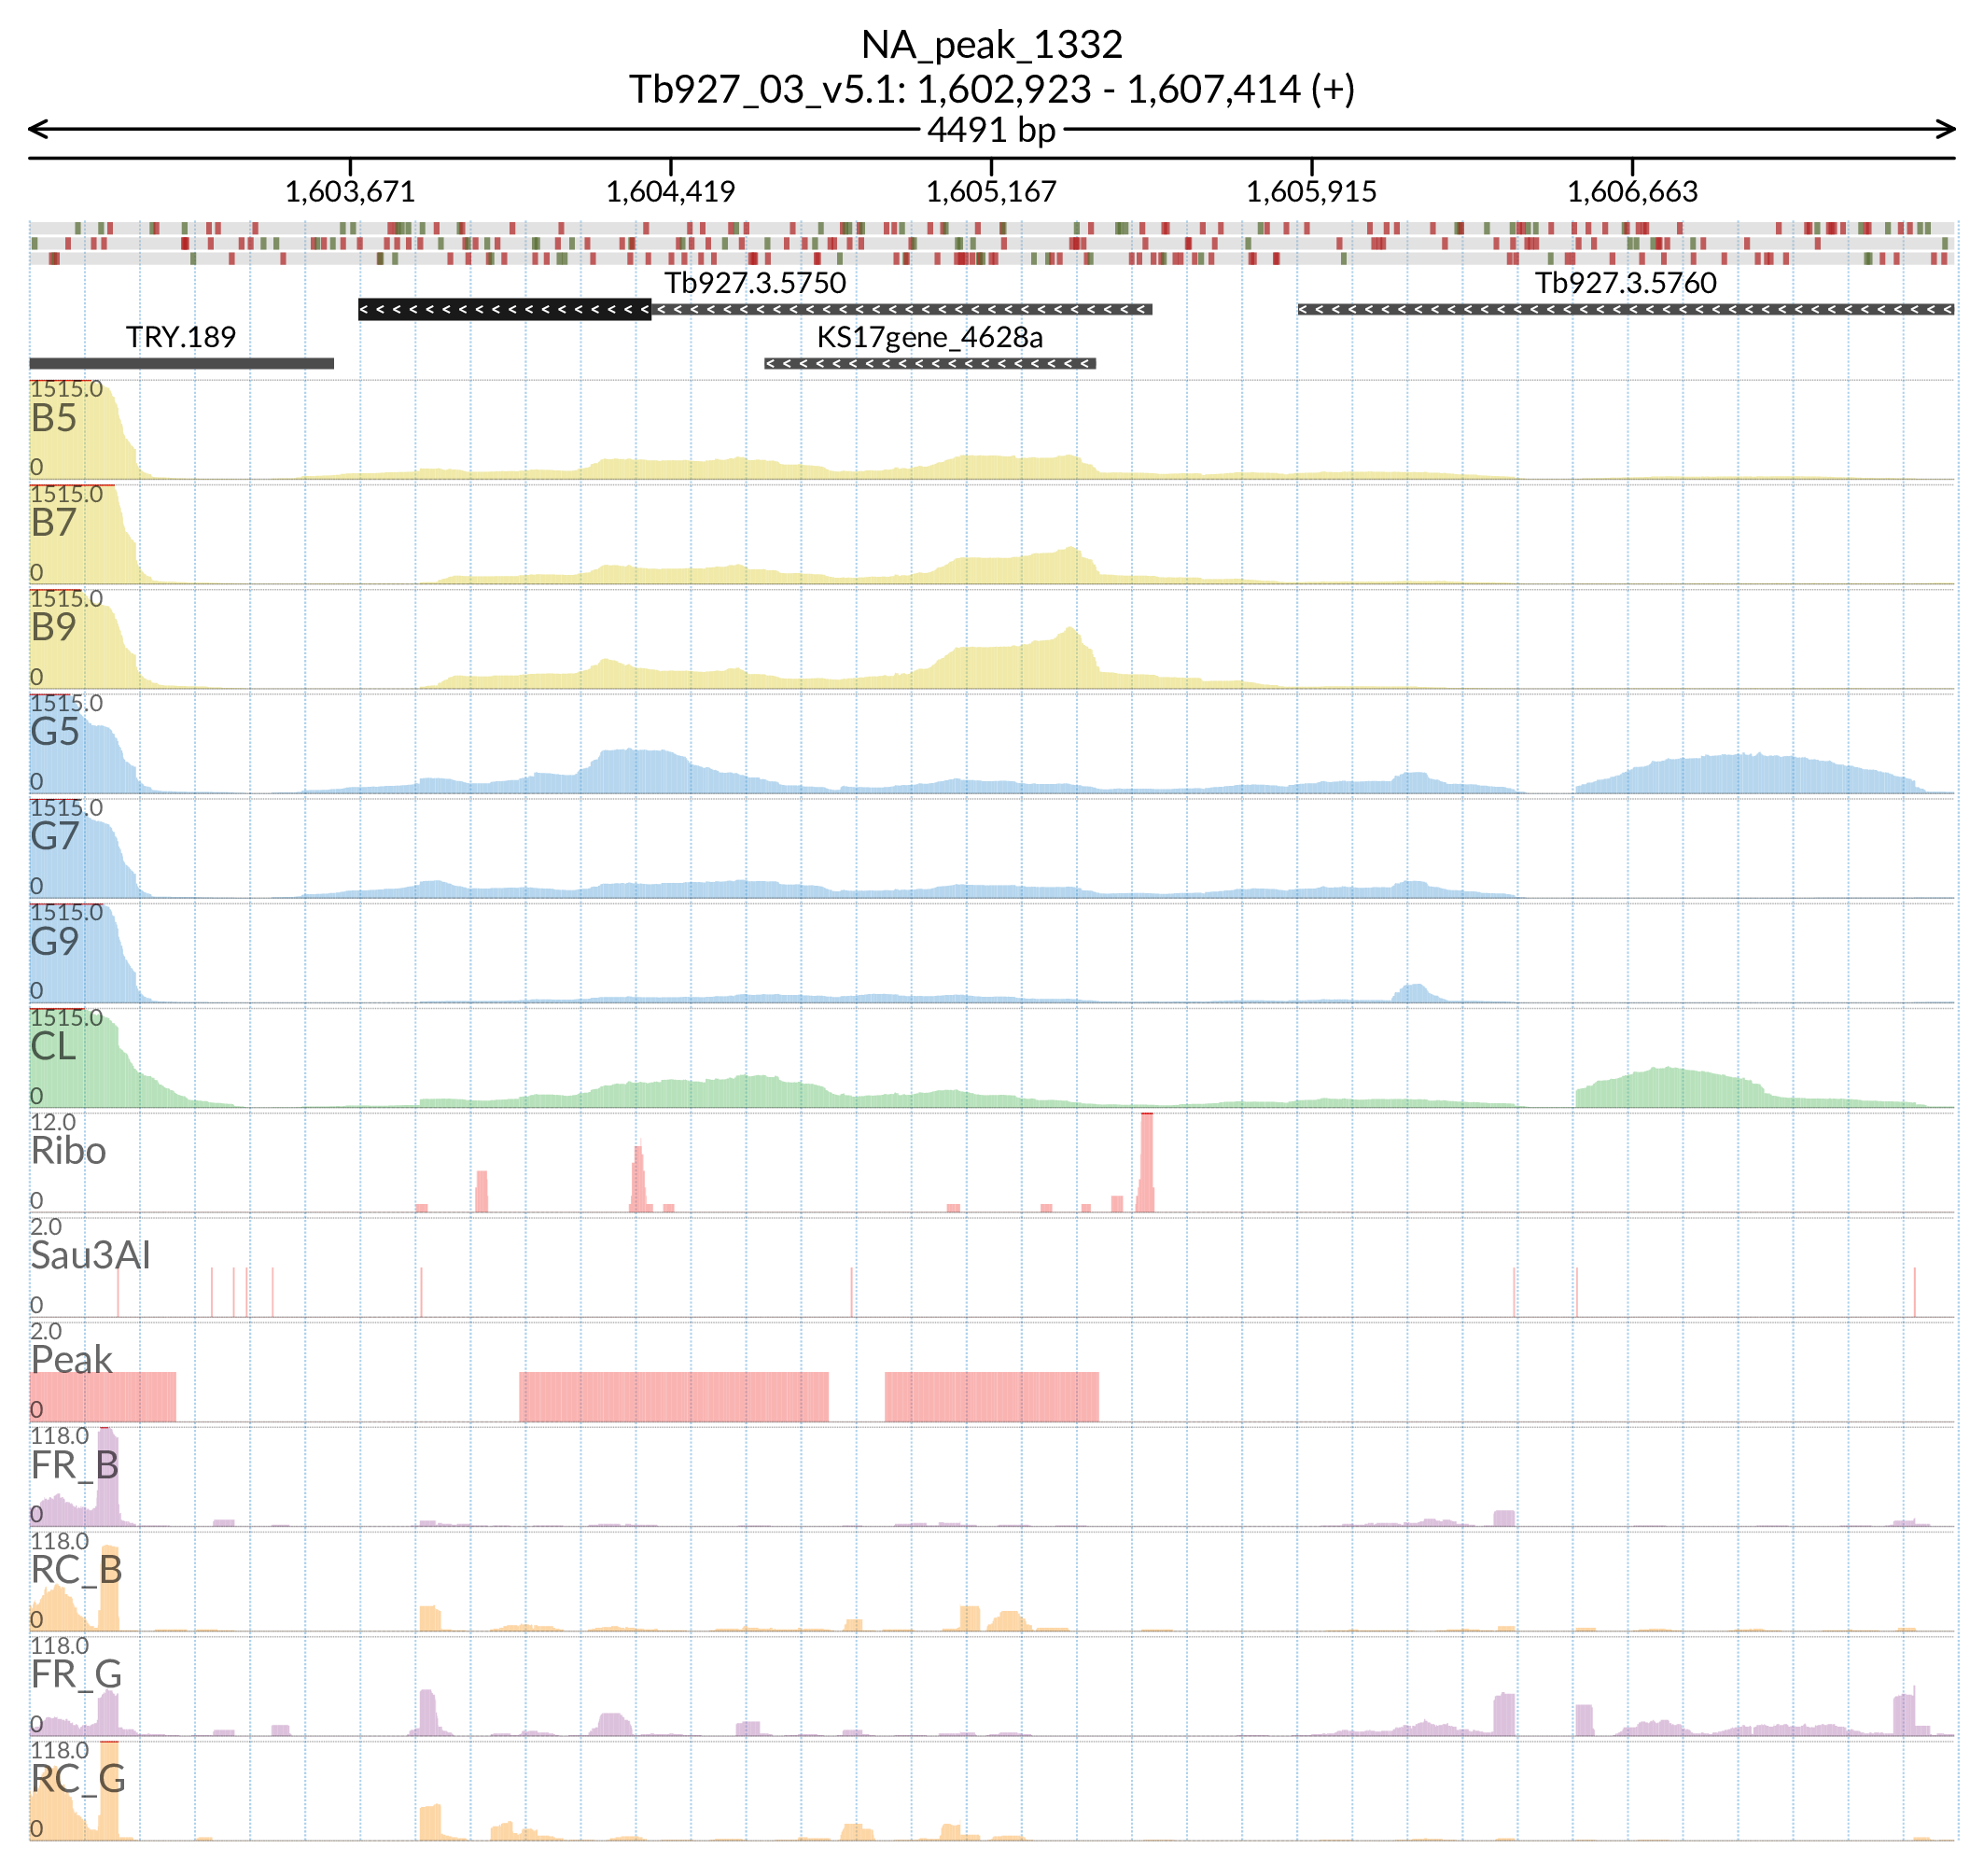 NA_peak_1332
Tb927_03_v5.1: 1,602,923 - 1,607,414 (+)
4491 bp
1,603,671 1,604,419 1,605,167 1,605,915 1,606,663
Tb927.3.5750 Tb927.3.5760
TRY.189 KS17gene_4628a
1515.0
B5
0
1515.0
B7
0
1515.0
B9
0
1515.0
G5
0
1515.0
G7
0
1515.0
G9
0
1515.0
CL
0
12.0
Ribo
0
2.0
Sau3AI
0
2.0
Peak
0
118.0
FR_B
0
118.0
RC_B
0
118.0
FR_G
0
118.0
RC_G
0